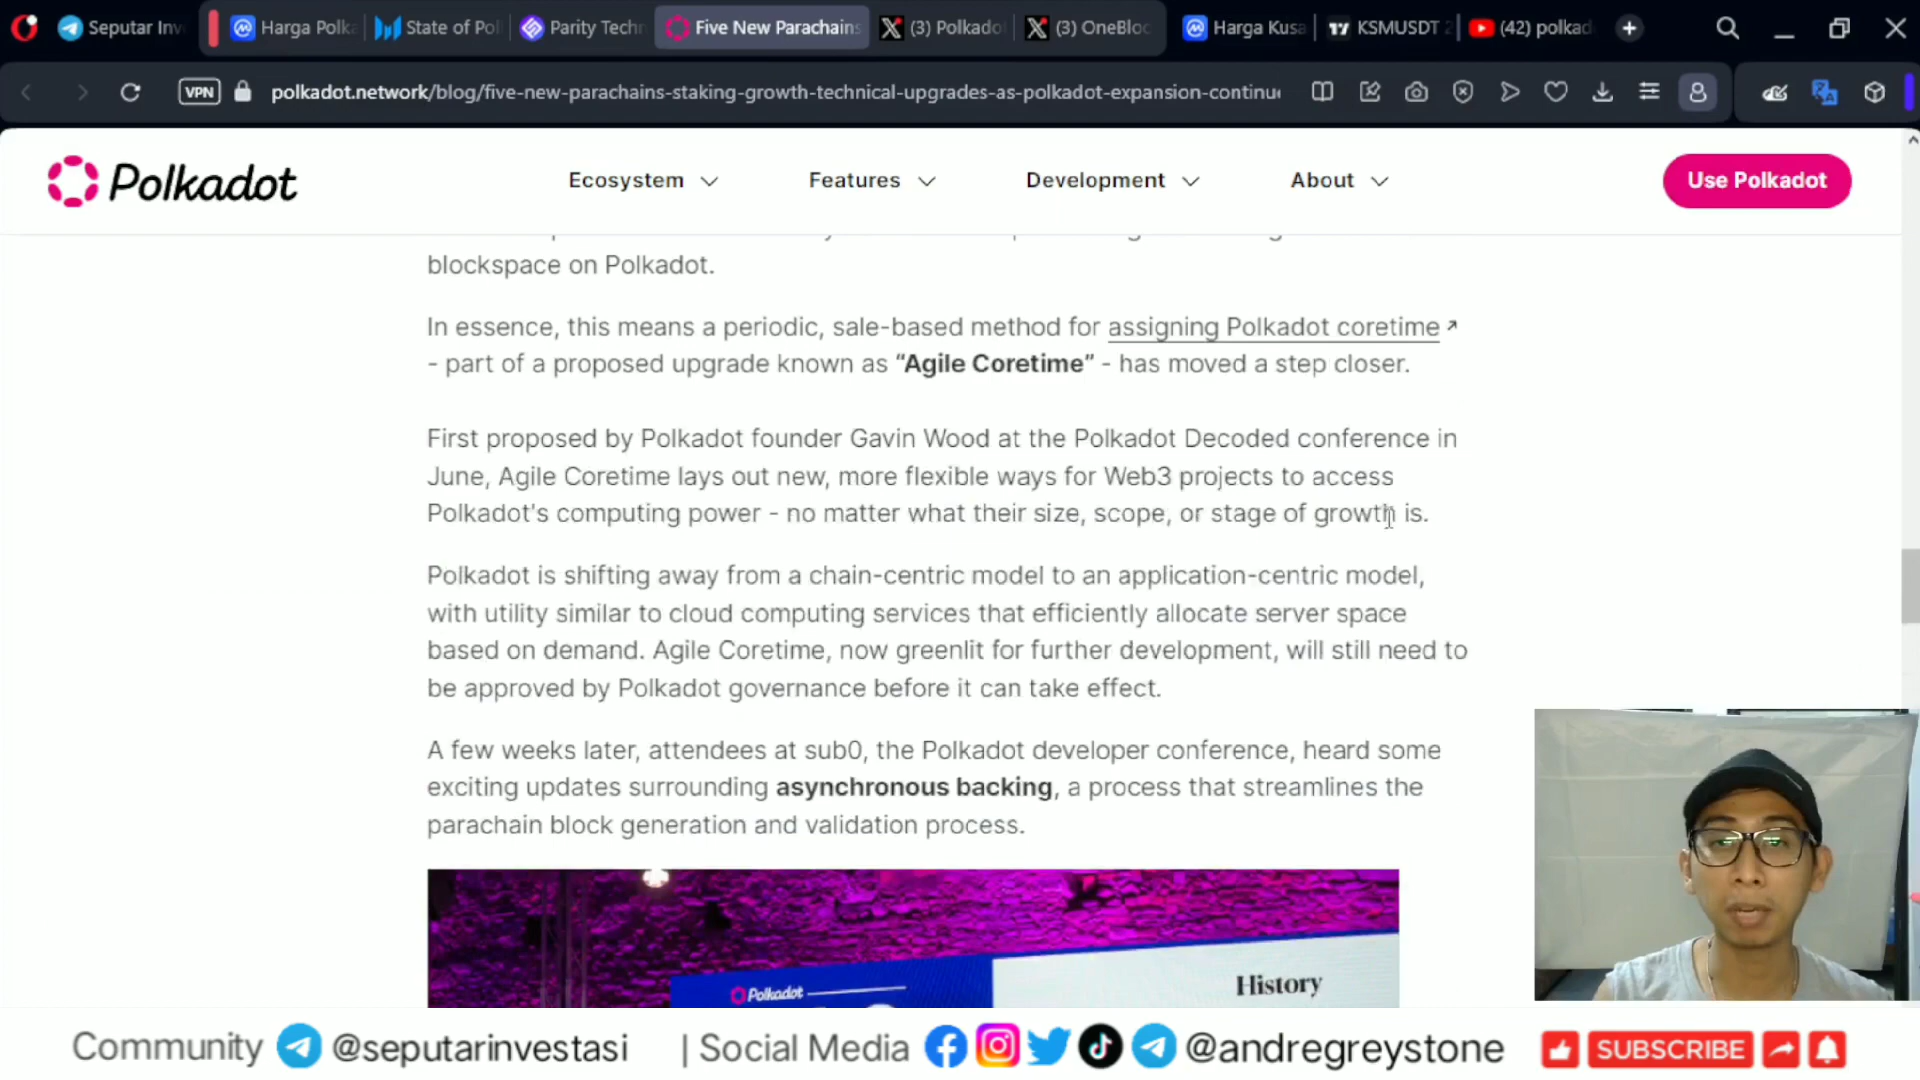 Seputar Inv
Harga Polka
State of Pol
Parity Techn
Five New Parachains
(3) Polkado
(3) OneBloc
Harga Kusa
KSMUSDT 2
(42) polkad
VPN
polkadot.network/blog/five-new-parachains-staking-growth-technical-upgrades-as-polkadot-expansion-continue
Polkadot
Ecosystem
Features
Development
About
Use Polkadot
blockspace on Polkadot.
In essence, this means a periodic, sale-based method for assigning Polkadot coretime ↗
- part of a proposed upgrade known as “Agile Coretime” - has moved a step closer.
First proposed by Polkadot founder Gavin Wood at the Polkadot Decoded conference in
June, Agile Coretime lays out new, more flexible ways for Web3 projects to access
Polkadot's computing power - no matter what their size, scope, or stage of growth is.
Polkadot is shifting away from a chain-centric model to an application-centric model,
with utility similar to cloud computing services that efficiently allocate server space
based on demand. Agile Coretime, now greenlit for further development, will still need to
be approved by Polkadot governance before it can take effect.
A few weeks later, attendees at sub0, the Polkadot developer conference, heard some
exciting updates surrounding asynchronous backing, a process that streamlines the
parachain block generation and validation process.
Polkadot
History
Community @seputarinvestasi | Social Media @andregreystone SUBSCRIBE